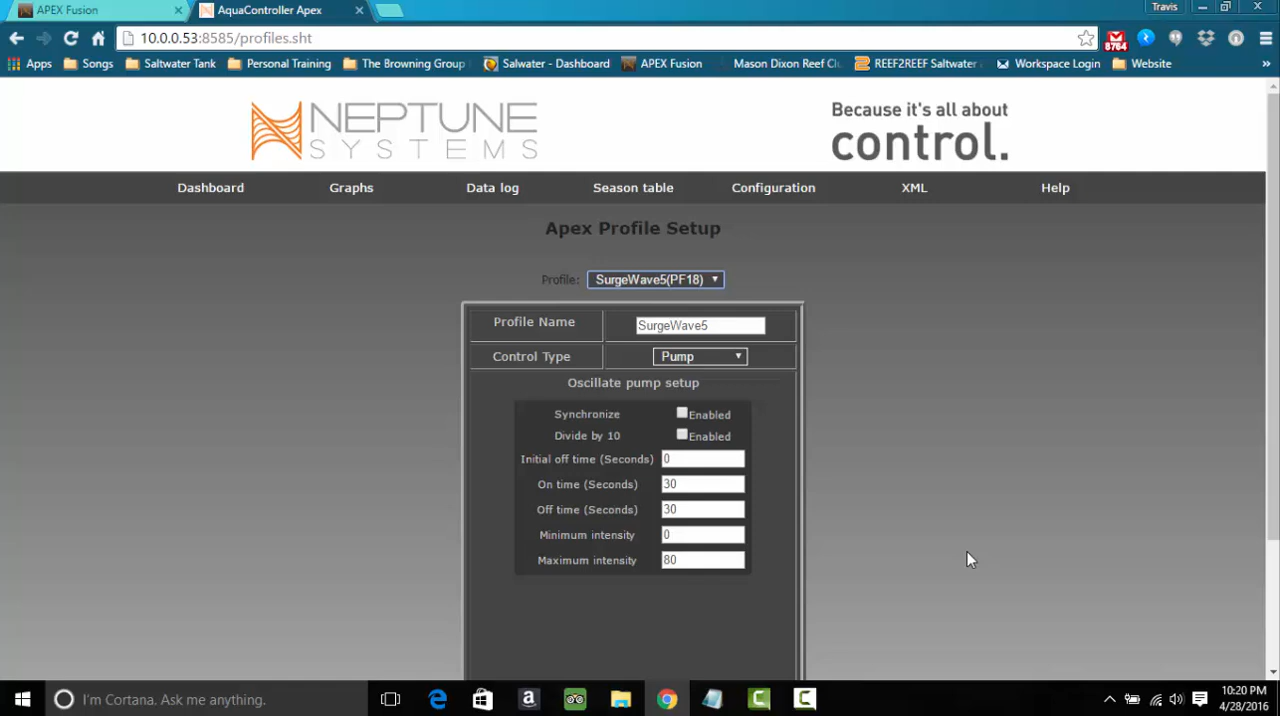 APEX Fusion
AquaController Apex
Travis
10.0.0.53:8585/profiles.sht
8764
Apps Songs Saltwater Tank Personal Training The Browning Group Salwater - Dashboard APEX Fusion Mason Dixon Reef Clu REEF2REEF Saltwater Workspace Login Website »
NEPTUNE
SYSTEMS
Because it's all about
control.
Dashboard Graphs Data log Season table Configuration XML Help
Apex Profile Setup
Profile: SurgeWave5(PF18)
Profile Name SurgeWave5
Control Type Pump
Oscillate pump setup
Synchronize Enabled
Divide by 10 Enabled
Initial off time (Seconds) 0
On time (Seconds) 30
Off time (Seconds) 30
Minimum intensity 0
Maximum intensity 80
I'm Cortana. Ask me anything.
10:20 PM
4/28/2016